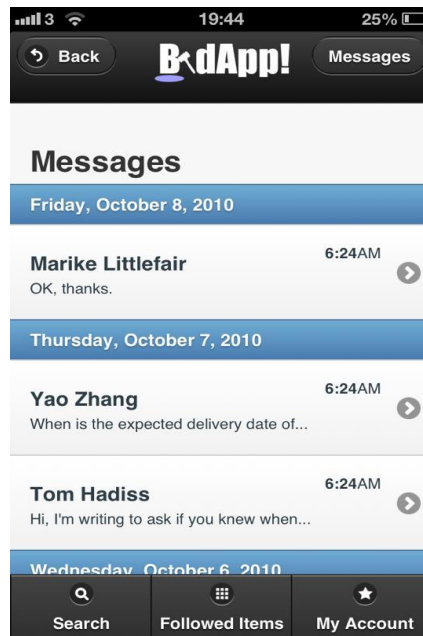 3 19:44 25%
Back BidApp! Messages
Messages
Friday, October 8, 2010
6:24AM
Marike Littlefair
OK, thanks.
Thursday, October 7, 2010
6:24AM
Yao Zhang
When is the expected delivery date of...
6:24AM
Tom Hadiss
Hi, I'm writing to ask if you knew when...
Wednesday, October 6, 2010
Search Followed Items My Account